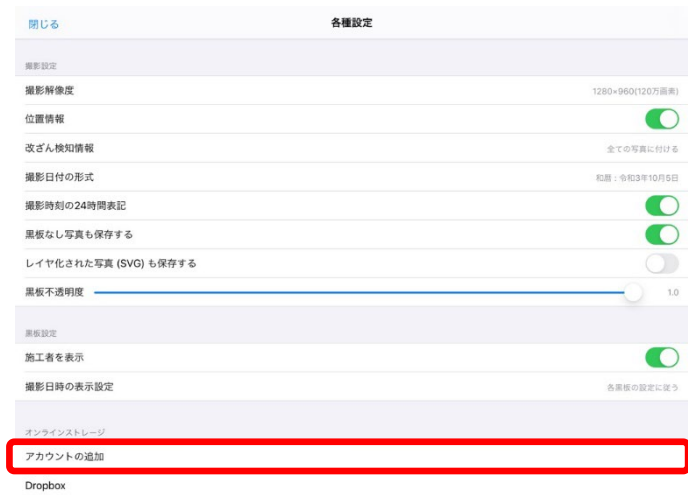 閉じる 各種設定
撮影設定
撮影解像度 1280×960(120万画素)
位置情報
改ざん検知情報 全ての写真に付ける
撮影日付の形式 和暦：令和3年10月5日
撮影時刻の24時間表記
黒板なし写真も保存する
レイヤ化された写真 (SVG) も保存する
黒板不透明度 1.0
黒板設定
施工者を表示
撮影日時の表示設定 各黒板の設定に従う
オンラインストレージ
アカウントの追加
Dropbox